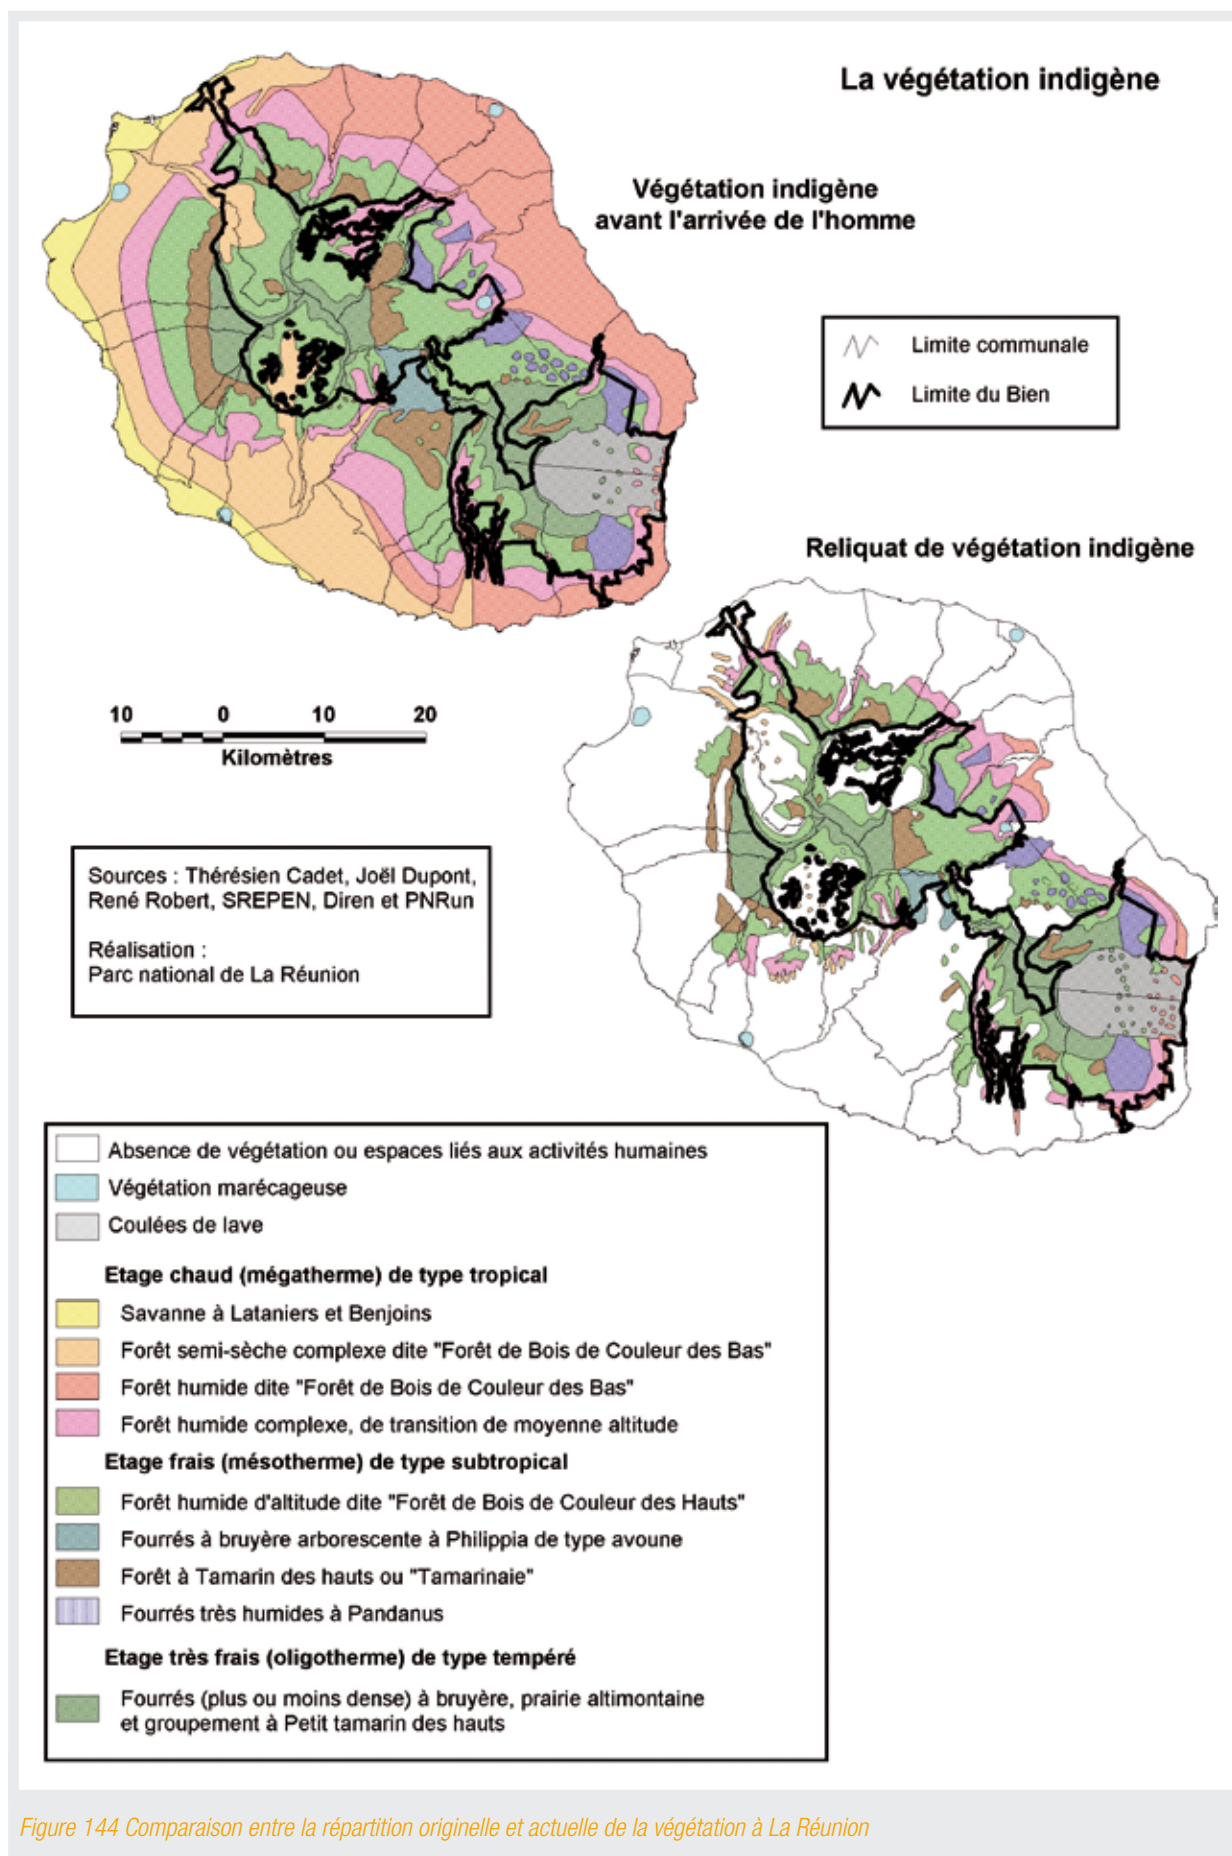 La végétation indigène
Végétation indigène
avant l'arrivée de l'homme
Limite communale
Limite du Bien
Reliquat de végétation indigène
10 0 10 20
Kilomètres
Sources : Thérésien Cadet, Joël Dupont,
René Robert, SREPEN, Diren et PNRun
Réalisation :
Parc national de La Réunion
Absence de végétation ou espaces liés aux activités humaines
Végétation marécageuse
Coulées de lave
Etage chaud (mégatherme) de type tropical
Savanne à Lataniers et Benjoins
Forêt semi-sèche complexe dite "Forêt de Bois de Couleur des Bas"
Forêt humide dite "Forêt de Bois de Couleur des Bas"
Forêt humide complexe, de transition de moyenne altitude
Etage frais (mésotherme) de type subtropical
Forêt humide d'altitude dite "Forêt de Bois de Couleur des Hauts"
Fourrés à bruyère arborescente à Philippia de type avoune
Forêt à Tamarin des hauts ou "Tamarinaie"
Fourrés très humides à Pandanus
Etage très frais (oligotherme) de type tempéré
Fourrés (plus ou moins dense) à bruyère, prairie altimontaine
et groupement à Petit tamarin des hauts
Figure 144 Comparaison entre la répartition originelle et actuelle de la végétation à La Réunion